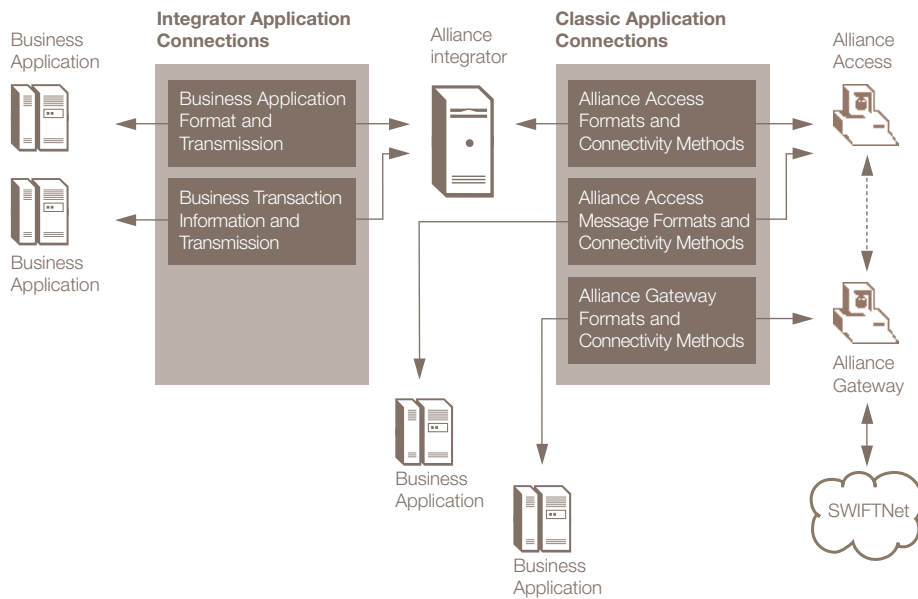 Business
Application
Integrator Application
Connections
Alliance
integrator
Classic Application
Connections
Alliance
Access
Business Application
Format and
Transmission
Business Transaction
Information and
Transmission
Business
Application
Alliance Access
Formats and
Connectivity Methods
Alliance Access
Message Formats and
Connectivity Methods
Alliance Gateway
Formats and
Connectivity Methods
Alliance
Gateway
Business
Application
SWIFTNet
Business
Application